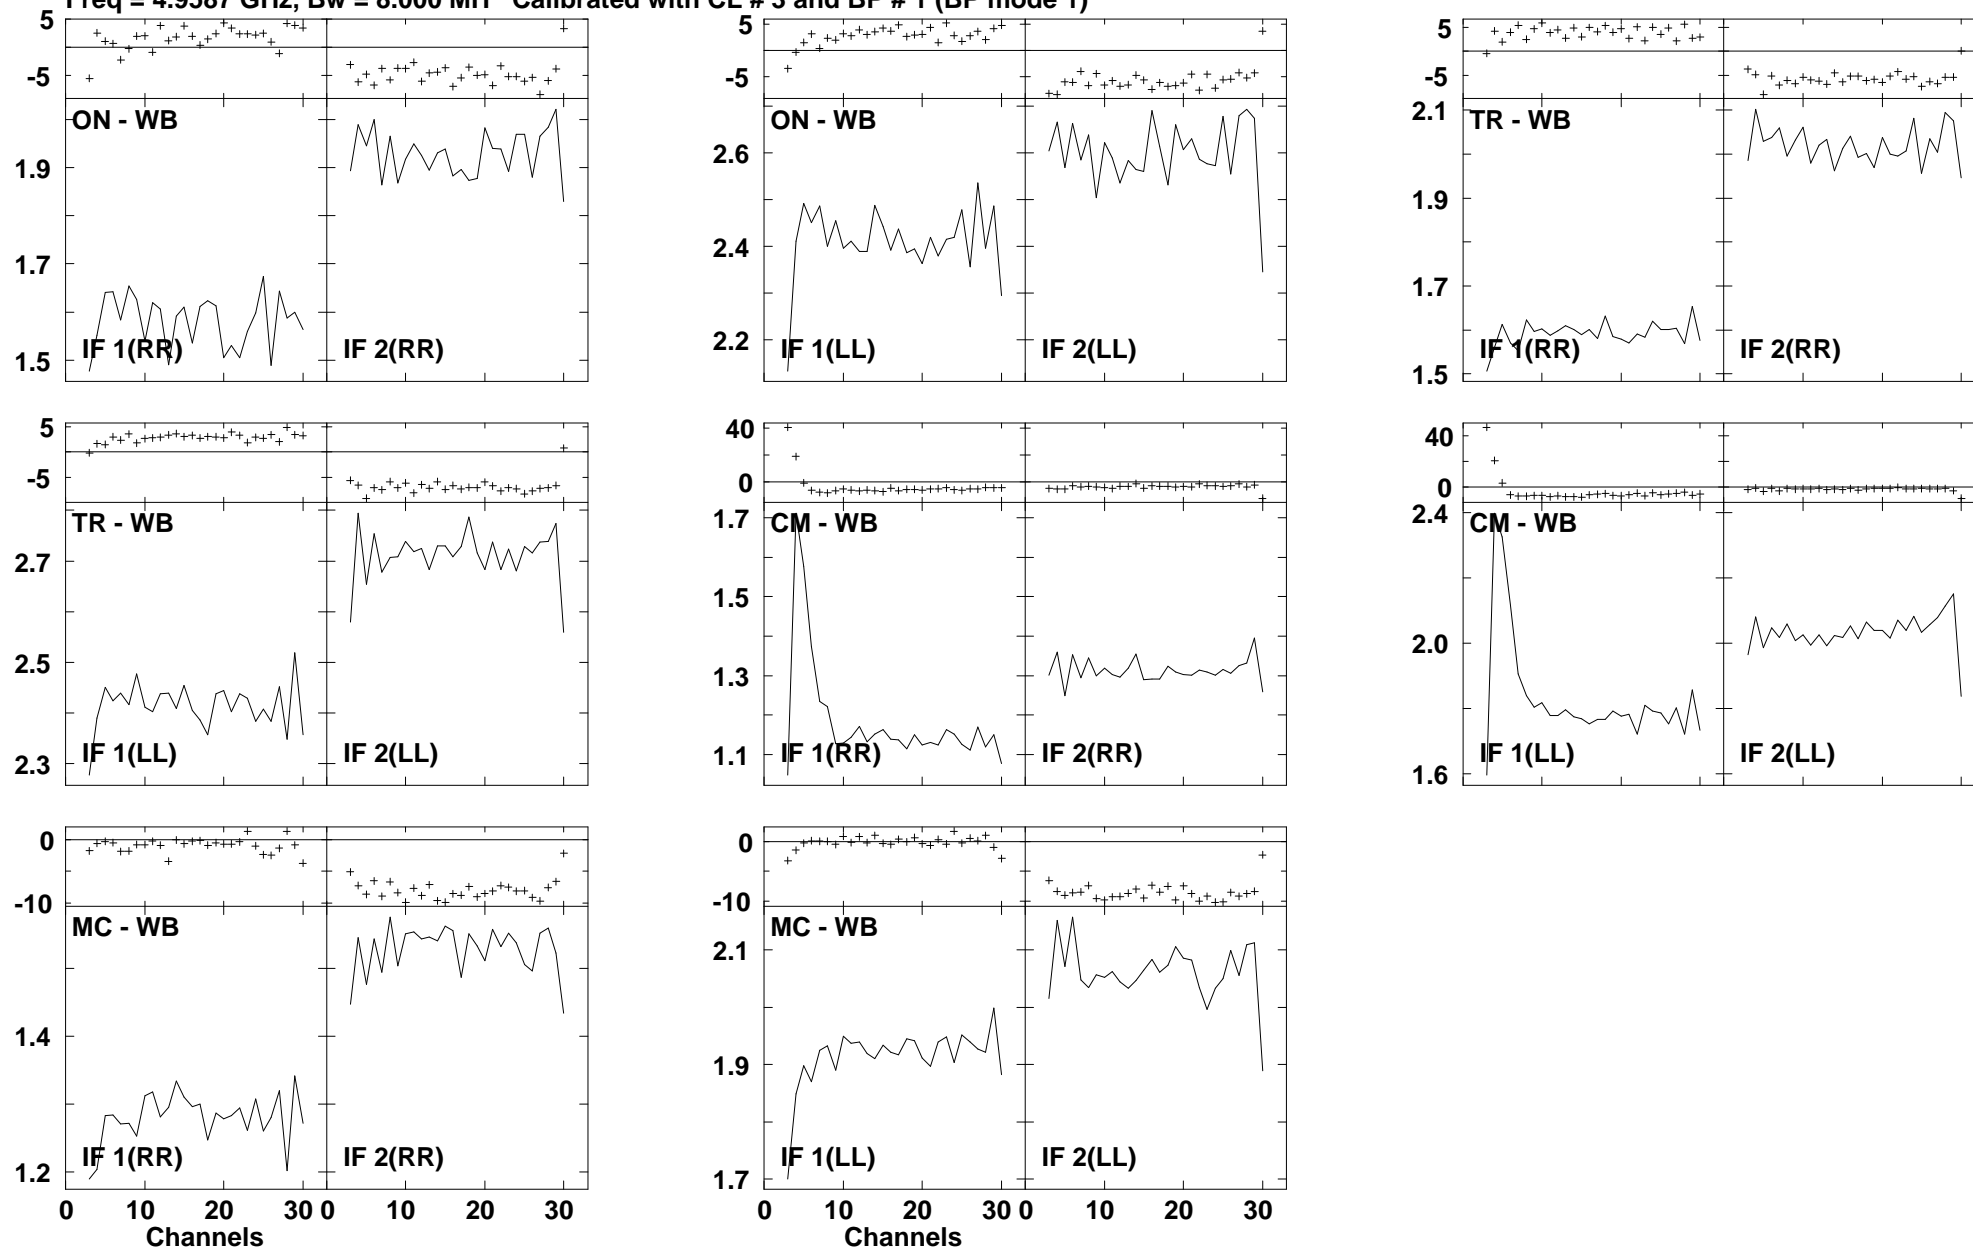 Freq = 4.9587 GHz, Bw = 8.000 MH Calibrated with CL # 3 and BP # 1 (BP mode 1)
5 5 5
-5 -5 -5
ON - WB ON - WB TR - WB
1.9 2.6 2.1
1.7 2.4 1.9
1.5 2.2 1.7
1.5
IF 1(RR) IF 2(RR) IF 1(LL) IF 2(LL) IF 1(RR) IF 2(RR)
5 40 40
-5 0 0
TR - WB CM - WB CM - WB
2.7 1.7 2.4
2.5 1.5 2.0
2.3 1.3 1.6
1.1
IF 1(LL) IF 2(LL) IF 1(RR) IF 2(RR) IF 1(LL) IF 2(LL)
0 0
-10 -10
MC - WB MC - WB
1.4 2.1
1.2 1.9
1.7
IF 1(RR) IF 2(RR) IF 1(LL) IF 2(LL)
0 10 20 30 0 10 20 30 0 10 20 30 0 10 20 30
Channels Channels